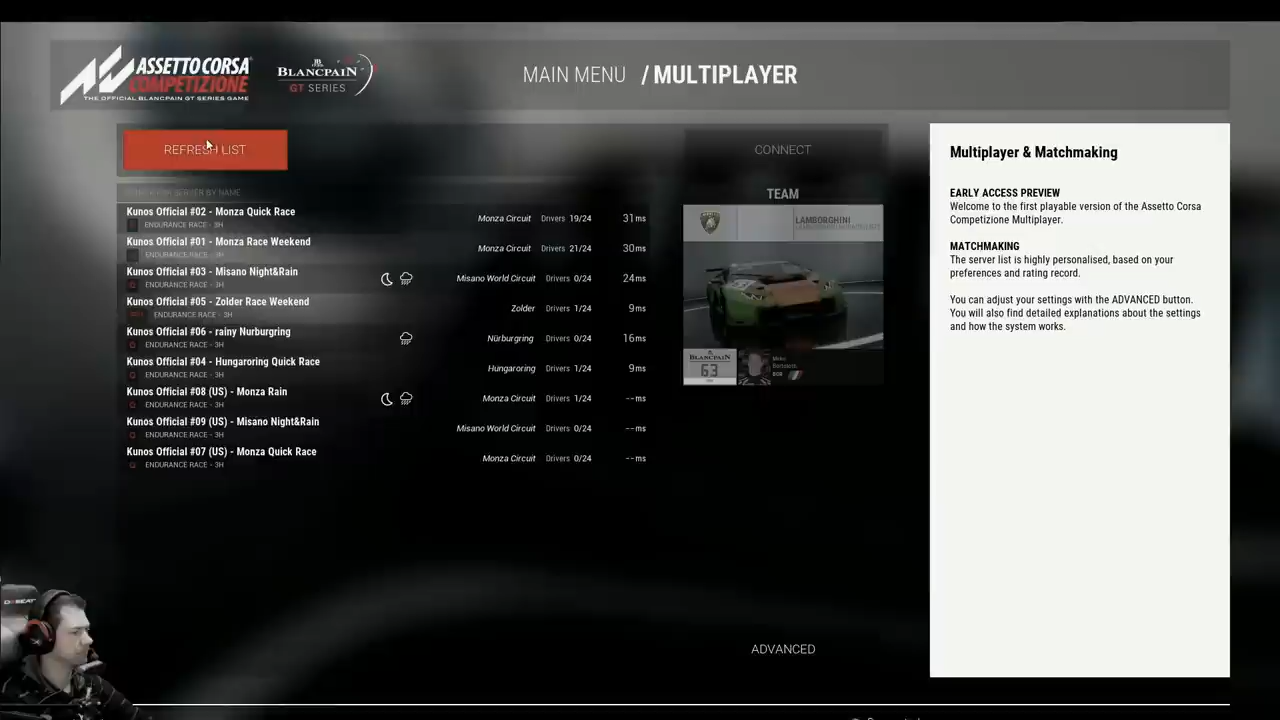 ASSETTO CORSA
COMPETIZIONE
THE OFFICIAL BLANCPAIN GT SERIES GAME
BLANCPAIN
GT SERIES
MAIN MENU / MULTIPLAYER
REFRESH LIST
SERVER BY NAME
Kunos Official #02 - Monza Quick Race
ENDURANCE RACE - 3H
Monza Circuit Drivers 19/24 31ms
Kunos Official #01 - Monza Race Weekend
ENDURANCE RACE - 3H
Monza Circuit Drivers 21/24 30ms
Kunos Official #03 - Misano Night&Rain
ENDURANCE RACE - 3H
Misano World Circuit Drivers 0/24 24ms
Kunos Official #05 - Zolder Race Weekend
ENDURANCE RACE - 3H
Zolder Drivers 1/24 9ms
Kunos Official #06 - rainy Nurburgring
ENDURANCE RACE - 3H
Nürburgring Drivers 0/24 16ms
Kunos Official #04 - Hungaroring Quick Race
ENDURANCE RACE - 3H
Hungaroring Drivers 1/24 9ms
Kunos Official #08 (US) - Monza Rain
ENDURANCE RACE - 3H
Monza Circuit Drivers 1/24 --ms
Kunos Official #09 (US) - Misano Night&Rain
ENDURANCE RACE - 3H
Misano World Circuit Drivers 0/24 --ms
Kunos Official #07 (US) - Monza Quick Race
ENDURANCE RACE - 3H
Monza Circuit Drivers 0/24 --ms
CONNECT
TEAM
LAMBORGHINI
BLANCPAIN
63
Mirko
Bortolotti
BOR
ADVANCED
Multiplayer & Matchmaking
EARLY ACCESS PREVIEW
Welcome to the first playable version of the Assetto Corsa
Competizione Multiplayer.
MATCHMAKING
The server list is highly personalised, based on your
preferences and rating record.
You can adjust your settings with the ADVANCED button.
You will also find detailed explanations about the settings
and how the system works.